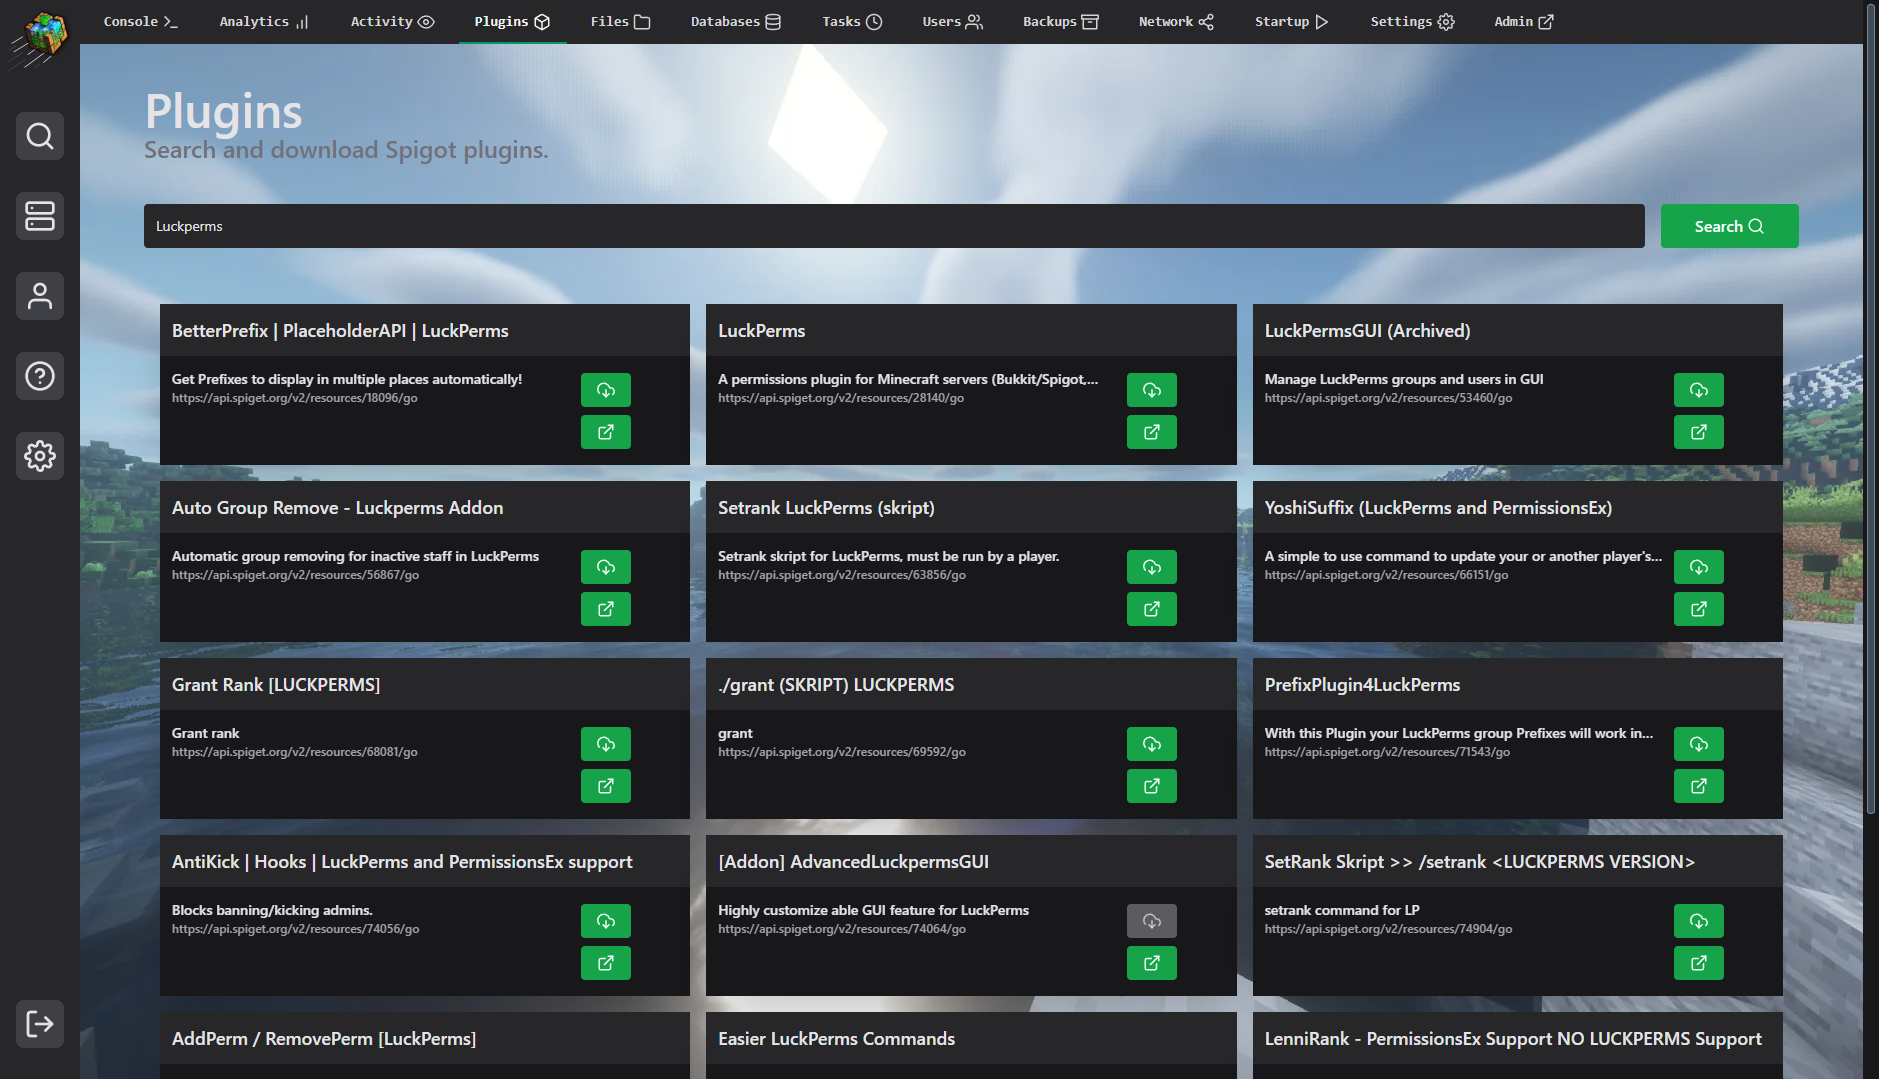 Console
Analytics
Activity
Plugins
Files
Databases
Tasks
Users
Backups
Network
Startup
Settings
Admin
Plugins
Search and download Spigot plugins.
Luckperms
Search
BetterPrefix | PlaceholderAPI | LuckPerms
Get Prefixes to display in multiple places automatically!
https://api.spiget.org/v2/resources/18096/go
LuckPerms
A permissions plugin for Minecraft servers (Bukkit/Spigot,...
https://api.spiget.org/v2/resources/28140/go
LuckPermsGUI (Archived)
Manage LuckPerms groups and users in GUI
https://api.spiget.org/v2/resources/53460/go
Auto Group Remove - Luckperms Addon
Automatic group removing for inactive staff in LuckPerms
https://api.spiget.org/v2/resources/56867/go
Setrank LuckPerms (skript)
Setrank skript for LuckPerms, must be run by a player.
https://api.spiget.org/v2/resources/63856/go
YoshiSuffix (LuckPerms and PermissionsEx)
A simple to use command to update your or another player's...
https://api.spiget.org/v2/resources/66151/go
Grant Rank [LUCKPERMS]
Grant rank
https://api.spiget.org/v2/resources/68081/go
./grant (SKRIPT) LUCKPERMS
grant
https://api.spiget.org/v2/resources/69592/go
PrefixPlugin4LuckPerms
With this Plugin your LuckPerms group Prefixes will work in...
https://api.spiget.org/v2/resources/71543/go
AntiKick | Hooks | LuckPerms and PermissionsEx support
Blocks banning/kicking admins.
https://api.spiget.org/v2/resources/74056/go
[Addon] AdvancedLuckpermsGUI
Highly customize able GUI feature for LuckPerms
https://api.spiget.org/v2/resources/74064/go
SetRank Skript >> /setrank <LUCKPERMS VERSION>
setrank command for LP
https://api.spiget.org/v2/resources/74904/go
AddPerm / RemovePerm [LuckPerms]
Easier LuckPerms Commands
LenniRank - PermissionsEx Support NO LUCKPERMS Support